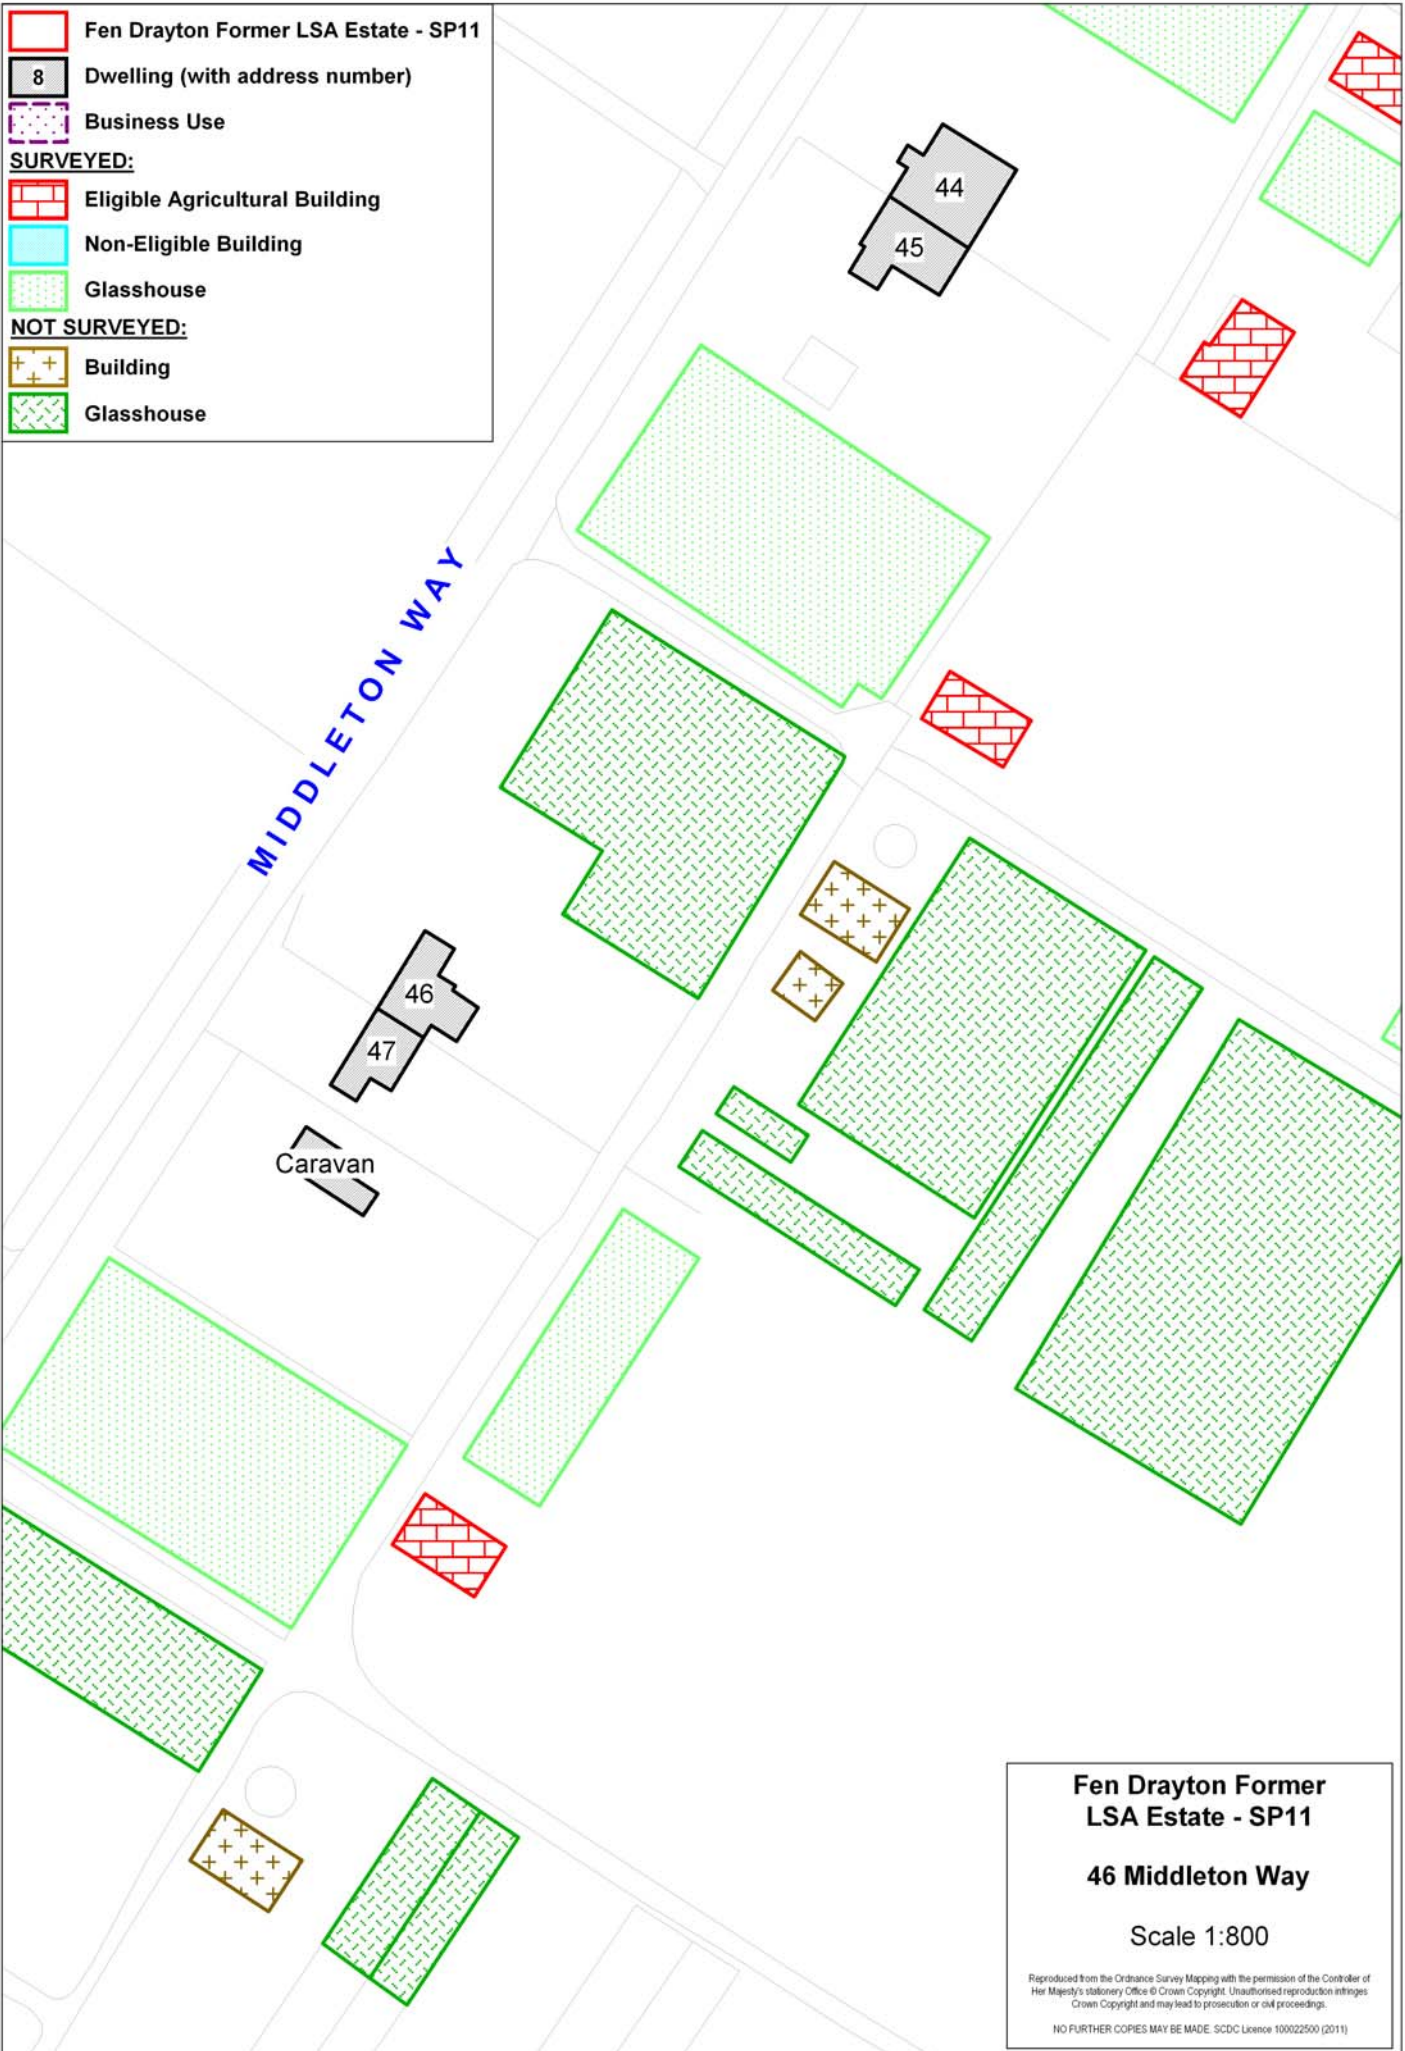 Fen Drayton Former LSA Estate - SP11
8 Dwelling (with address number)
Business Use
SURVEYED:
Eligible Agricultural Building
Non-Eligible Building
Glasshouse
NOT SURVEYED:
Building
Glasshouse
44
45
MIDDLETON WAY
46
47
Caravan
Fen Drayton Former
LSA Estate - SP11
46 Middleton Way
Scale 1:800
Reproduced from the Ordnance Survey Mapping with the permission of the Controller of
Her Majesty's stationery Office © Crown Copyright. Unauthorised reproduction infringes
Crown Copyright and may lead to prosecution or civil proceedings.
NO FURTHER COPIES MAY BE MADE. SCDC Licence 100022500 (2011)